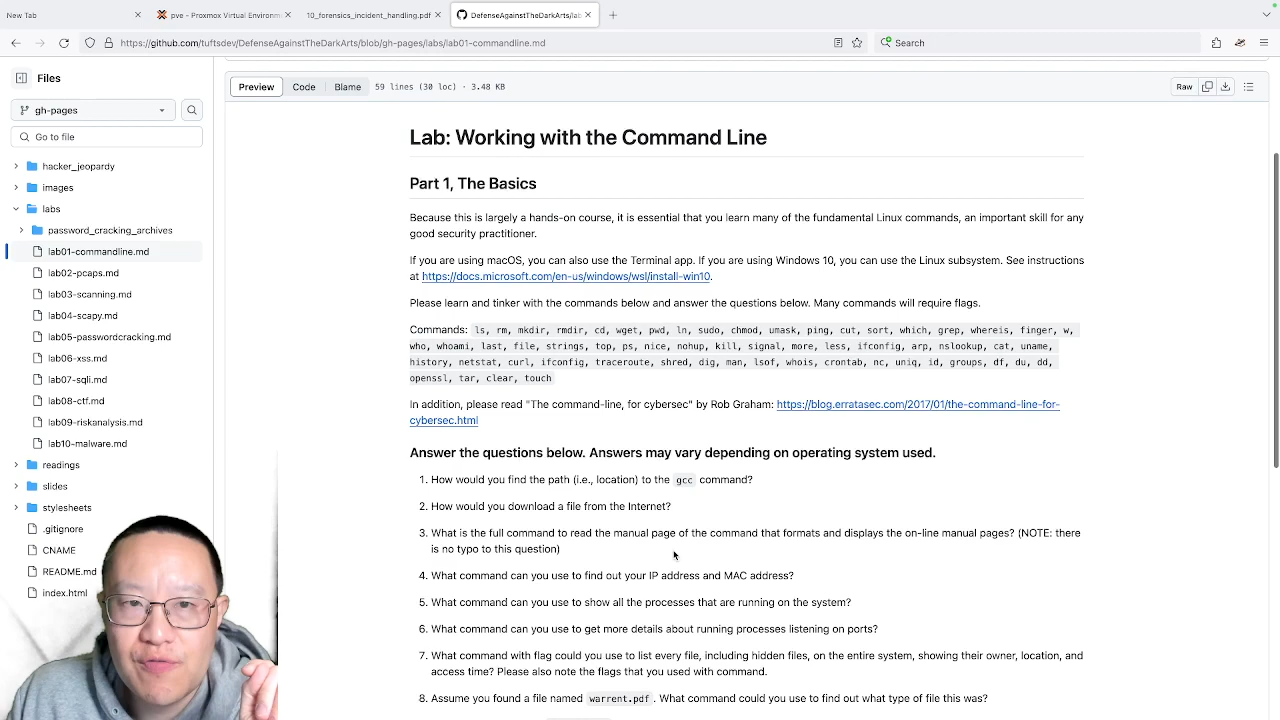 New Tab
pve - Proxmox Virtual Environm
10_forensics_incident_handling.pdf
DefenseAgainstTheDarkArts/lab
https://github.com/tuftsdev/DefenseAgainstTheDarkArts/blob/gh-pages/labs/lab01-commandline.md
Search
Files
gh-pages
Go to file
hacker_jeopardy
images
labs
password_cracking_archives
lab01-commandline.md
lab02-pcaps.md
lab03-scanning.md
lab04-scapy.md
lab05-passwordcracking.md
lab06-xss.md
lab07-sqli.md
lab08-ctf.md
lab09-riskanalysis.md
lab10-malware.md
readings
slides
stylesheets
.gitignore
CNAME
README.md
index.html
Preview Code Blame 59 lines (30 loc) · 3.48 KB
Raw
Lab: Working with the Command Line
Part 1, The Basics
Because this is largely a hands-on course, it is essential that you learn many of the fundamental Linux commands, an important skill for any
good security practitioner.
If you are using macOS, you can also use the Terminal app. If you are using Windows 10, you can use the Linux subsystem. See instructions
at https://docs.microsoft.com/en-us/windows/wsl/install-win10.
Please learn and tinker with the commands below and answer the questions below. Many commands will require flags.
Commands: ls, rm, mkdir, rmdir, cd, wget, pwd, ln, sudo, chmod, umask, ping, cut, sort, which, grep, whereis, finger, w,
who, whoami, last, file, strings, top, ps, nice, nohup, kill, signal, more, less, ifconfig, arp, nslookup, cat, uname,
history, netstat, curl, ifconfig, traceroute, shred, dig, man, lsof, whois, crontab, nc, uniq, id, groups, df, du, dd,
openssl, tar, clear, touch
In addition, please read "The command-line, for cybersec" by Rob Graham: https://blog.erratasec.com/2017/01/the-command-line-for-
cybersec.html
Answer the questions below. Answers may vary depending on operating system used.
1. How would you find the path (i.e., location) to the gcc command?
2. How would you download a file from the Internet?
3. What is the full command to read the manual page of the command that formats and displays the on-line manual pages? (NOTE: there
is no typo to this question)
4. What command can you use to find out your IP address and MAC address?
5. What command can you use to show all the processes that are running on the system?
6. What command can you use to get more details about running processes listening on ports?
7. What command with flag could you use to list every file, including hidden files, on the entire system, showing their owner, location, and
access time? Please also note the flags that you used with command.
8. Assume you found a file named warrent.pdf. What command could you use to find out what type of file this was?